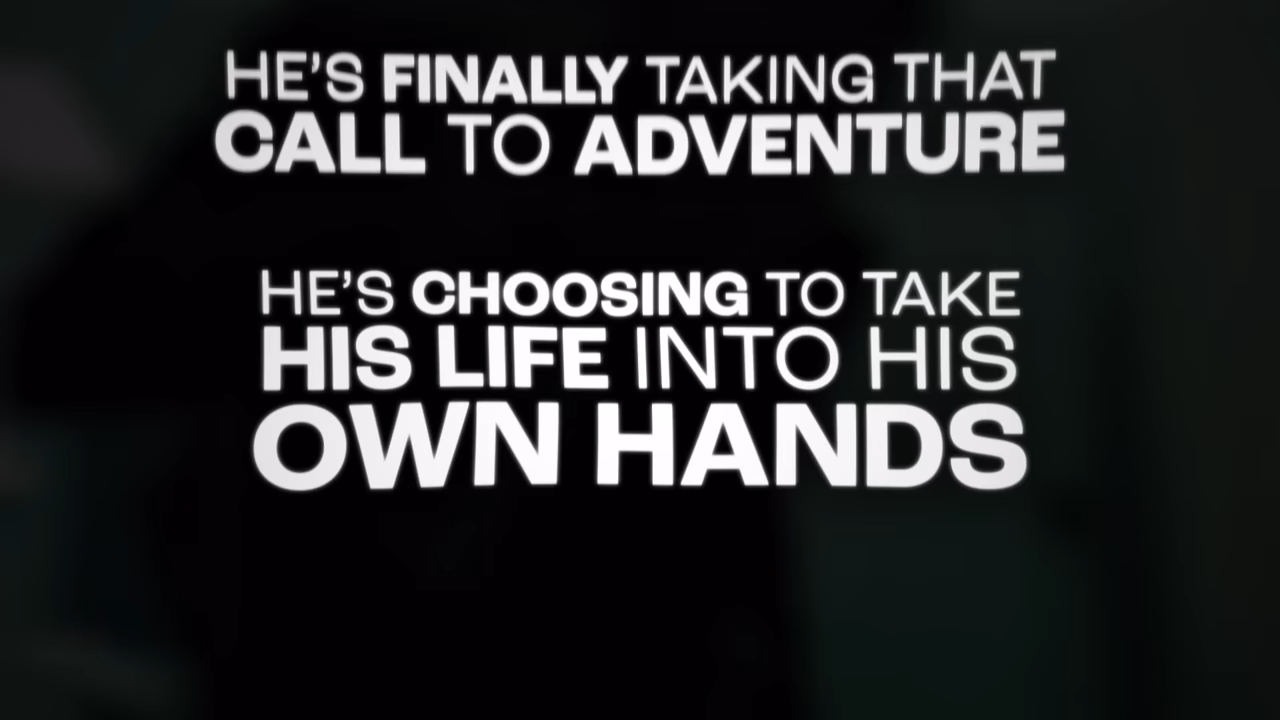 HE'S FINALLY TAKING THAT
CALL TO ADVENTURE
HE'S CHOOSING TO TAKE
HIS LIFE INTO HIS
OWN HANDS